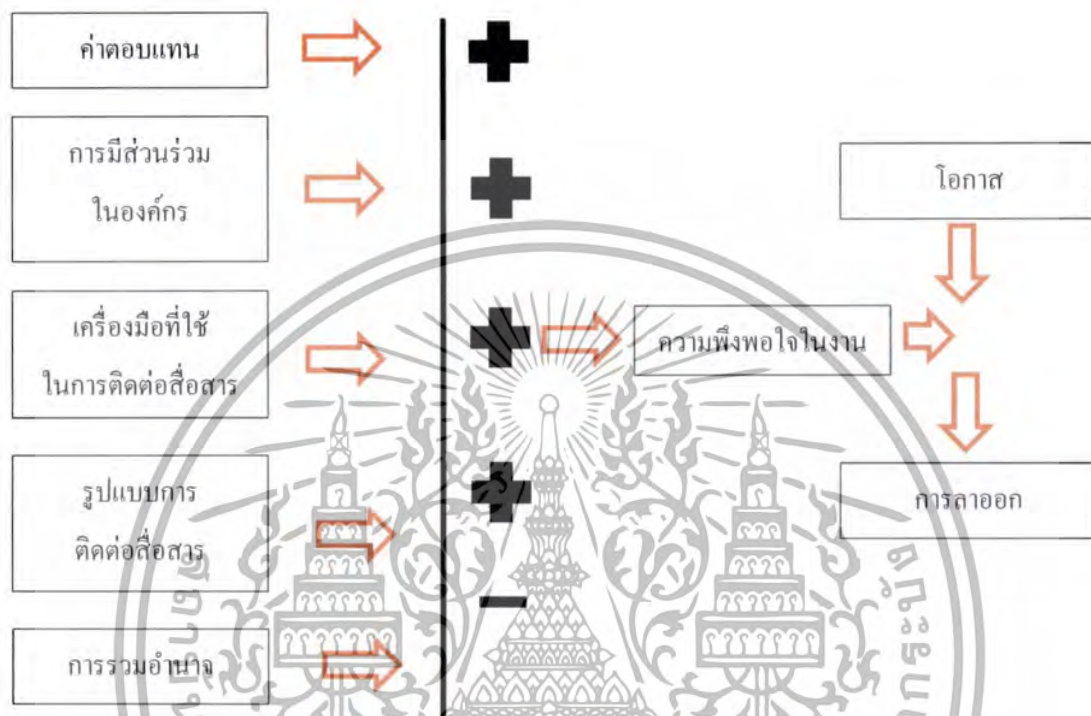 ค่าตอบแทน
การมีส่วนร่วม
ในองค์กร
เครื่องมือที่ใช้
ในการติดต่อสื่อสาร
รูปแบบการ
ติดต่อสื่อสาร
การรวมอำนาจ
ความพึงพอใจในงาน
โอกาส
การลาออก